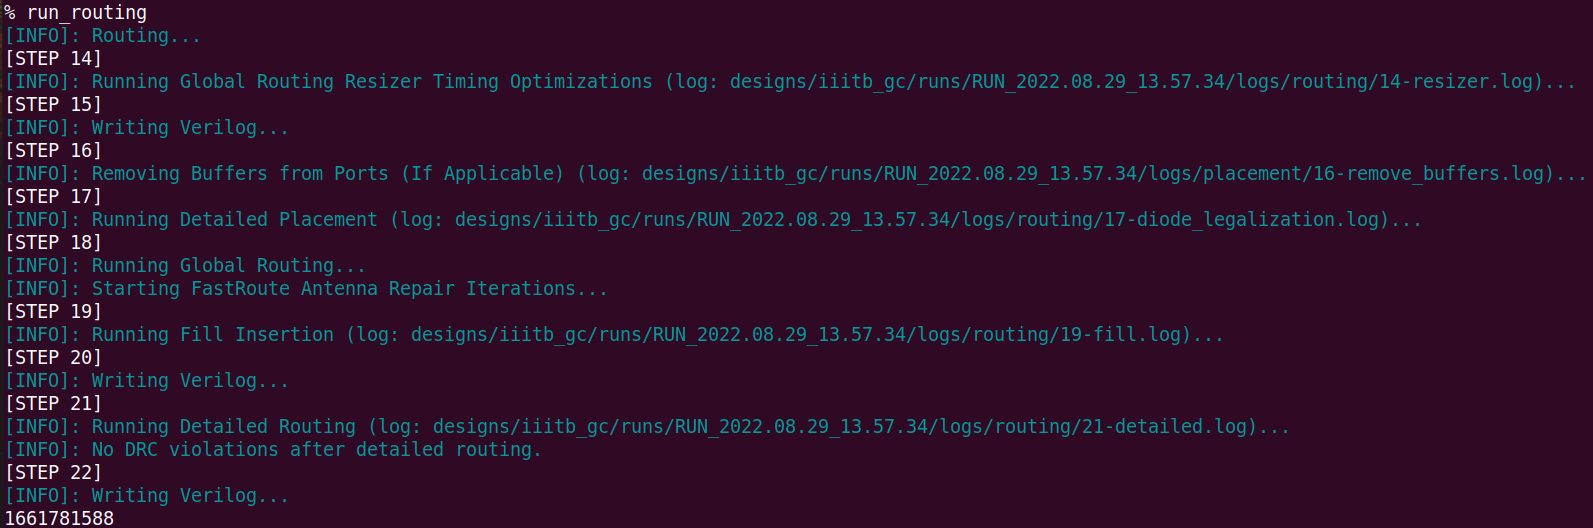 % run_routing
[INFO]: Routing...
[STEP 14]
[INFO]: Running Global Routing Resizer Timing Optimizations (log: designs/iiitb_gc/runs/RUN_2022.08.29_13.57.34/logs/routing/14-resizer.log)...
[STEP 15]
[INFO]: Writing Verilog...
[STEP 16]
[INFO]: Removing Buffers from Ports (If Applicable) (log: designs/iiitb_gc/runs/RUN_2022.08.29_13.57.34/logs/placement/16-remove_buffers.log)...
[STEP 17]
[INFO]: Running Detailed Placement (log: designs/iiitb_gc/runs/RUN_2022.08.29_13.57.34/logs/routing/17-diode_legalization.log)...
[STEP 18]
[INFO]: Running Global Routing...
[INFO]: Starting FastRoute Antenna Repair Iterations...
[STEP 19]
[INFO]: Running Fill Insertion (log: designs/iiitb_gc/runs/RUN_2022.08.29_13.57.34/logs/routing/19-fill.log)...
[STEP 20]
[INFO]: Writing Verilog...
[STEP 21]
[INFO]: Running Detailed Routing (log: designs/iiitb_gc/runs/RUN_2022.08.29_13.57.34/logs/routing/21-detailed.log)...
[INFO]: No DRC violations after detailed routing.
[STEP 22]
[INFO]: Writing Verilog...
1661781588